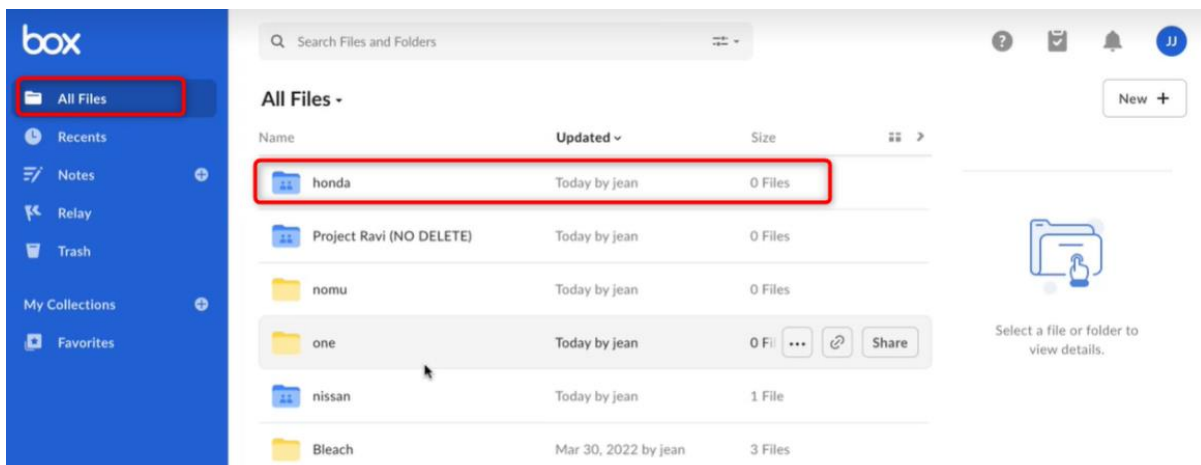 box
Search Files and Folders
JJ
All Files
Recents
Notes
Relay
Trash
My Collections
Favorites
All Files
New +
Name Updated Size
honda Today by jean 0 Files
Project Ravi (NO DELETE) Today by jean 0 Files
nomu Today by jean 0 Files
one Today by jean 0 Fi ... Share
nissan Today by jean 1 File
Bleach Mar 30, 2022 by jean 3 Files
Select a file or folder to
view details.